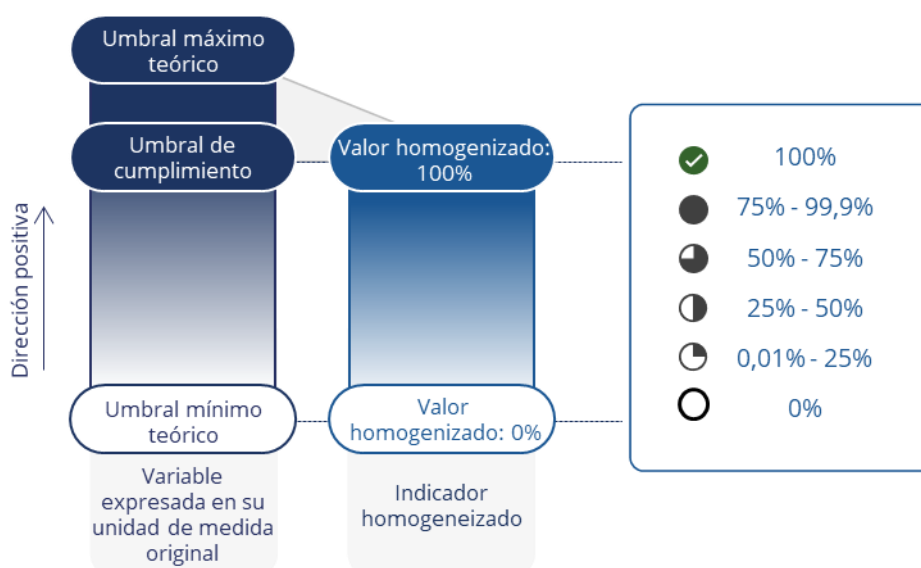 Umbral máximo
teórico
Umbral de
cumplimiento
Valor homogenizado:
100%
Dirección positiva
Umbral mínimo
teórico
Valor
homogenizado: 0%
Variable
expresada en su
unidad de medida
original
Indicador
homogeneizado
100%
75% - 99,9%
50% - 75%
25% - 50%
0,01% - 25%
0%